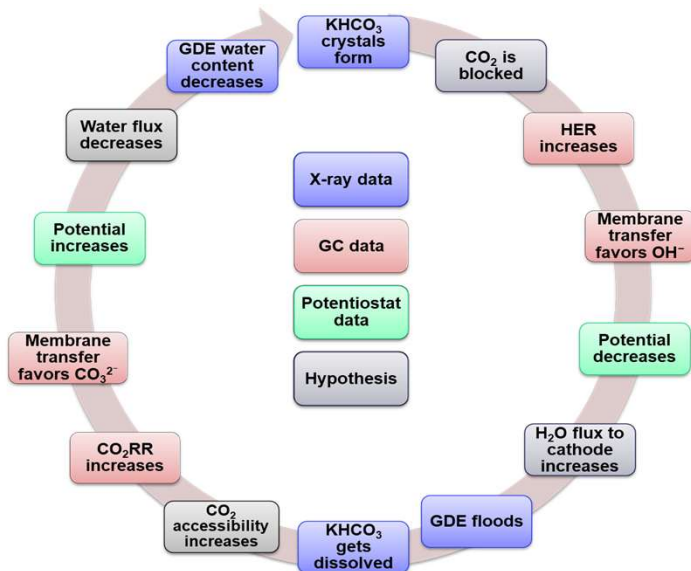 KHCO₃
crystals
form
CO₂ is
blocked
HER
increases
Membrane
transfer
favors OH⁻
Potential
decreases
H₂O flux to
cathode
increases
GDE floods
KHCO₃
gets
dissolved
CO₂
accessibility
increases
CO₂RR
increases
Membrane
transfer
favors CO₃²⁻
Potential
increases
Water flux
decreases
GDE water
content
decreases
X-ray data
GC data
Potentiostat
data
Hypothesis